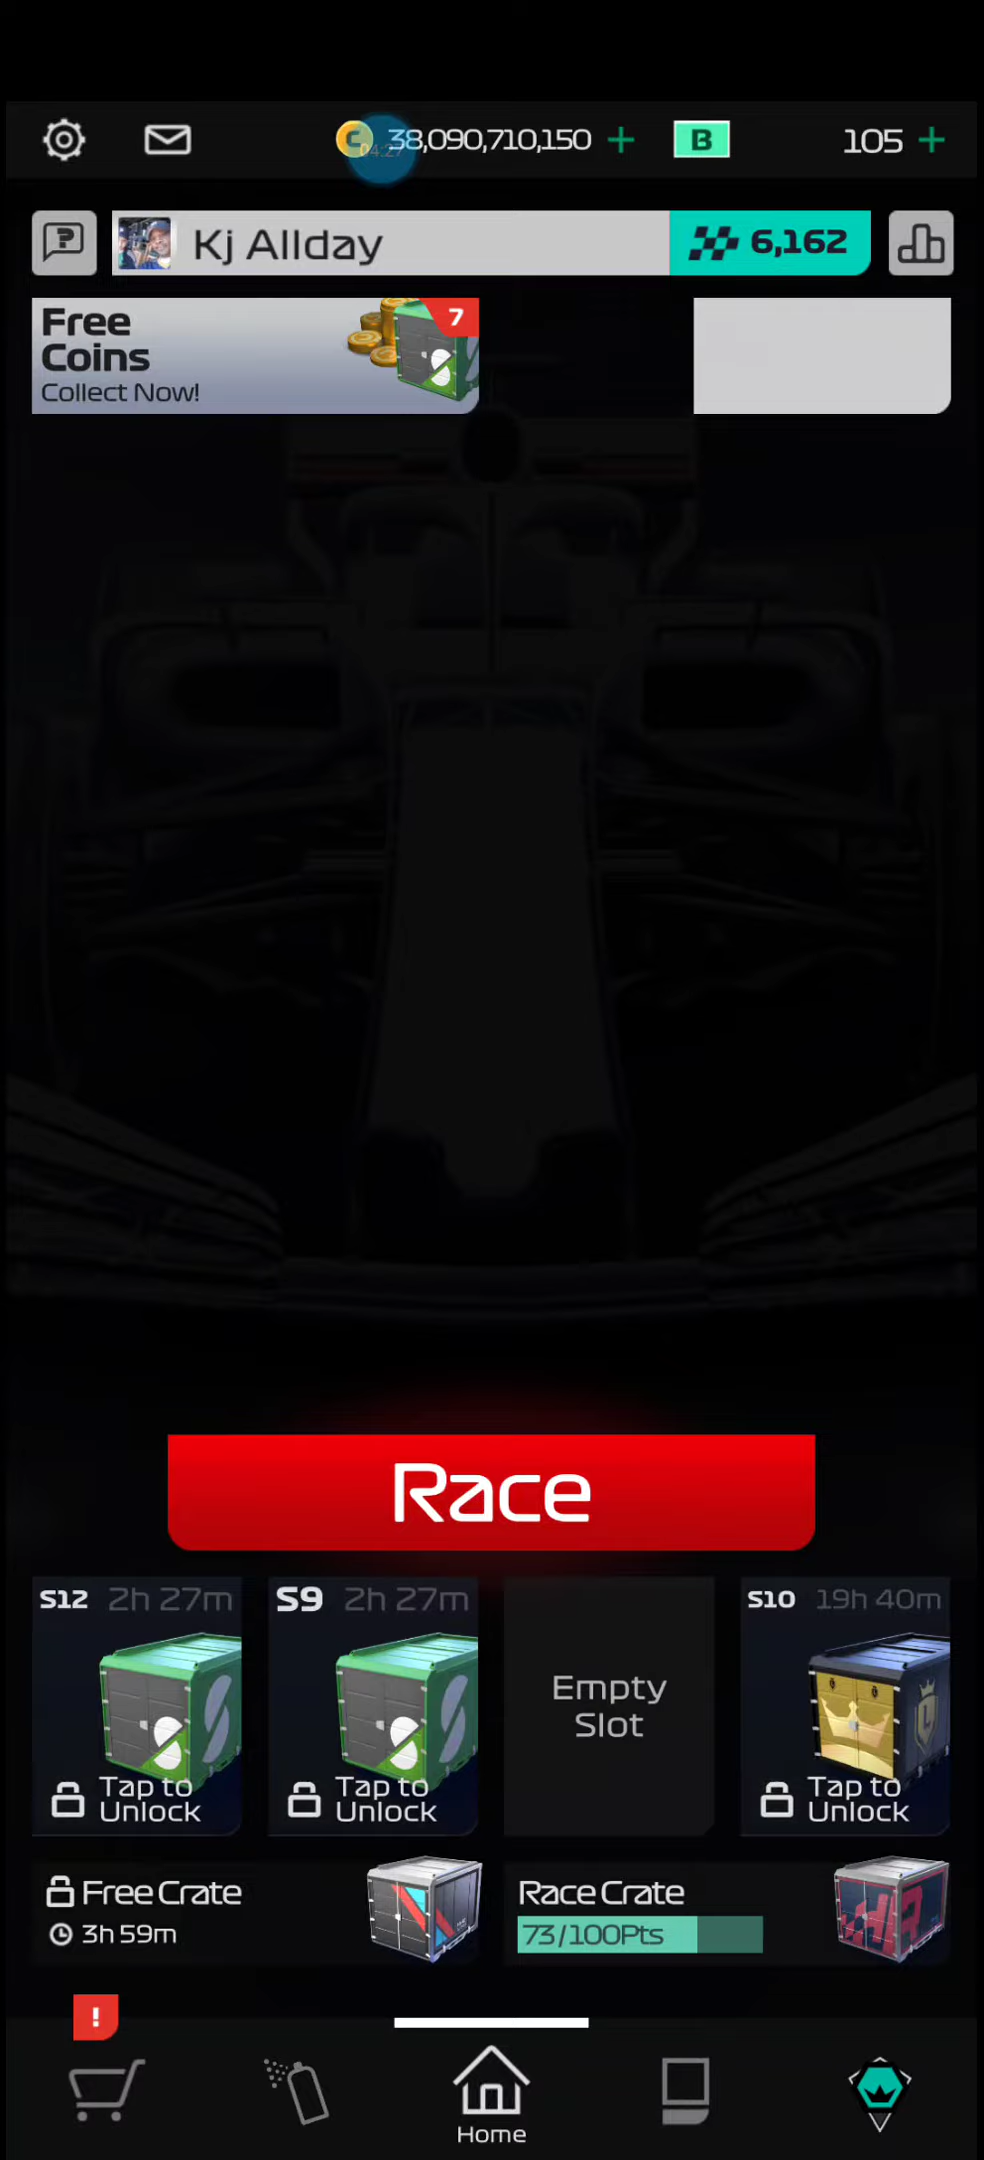 38,090,710,150 + B 105 +
04:27
Kj Allday 6,162
Free
Coins
Collect Now!
7
Race
S12 2h 27m
Tap to
Unlock
S9 2h 27m
Tap to
Unlock
Empty
Slot
S10 19h 40m
Tap to
Unlock
Free Crate
3h 59m
Race Crate
73/100Pts
!
Home